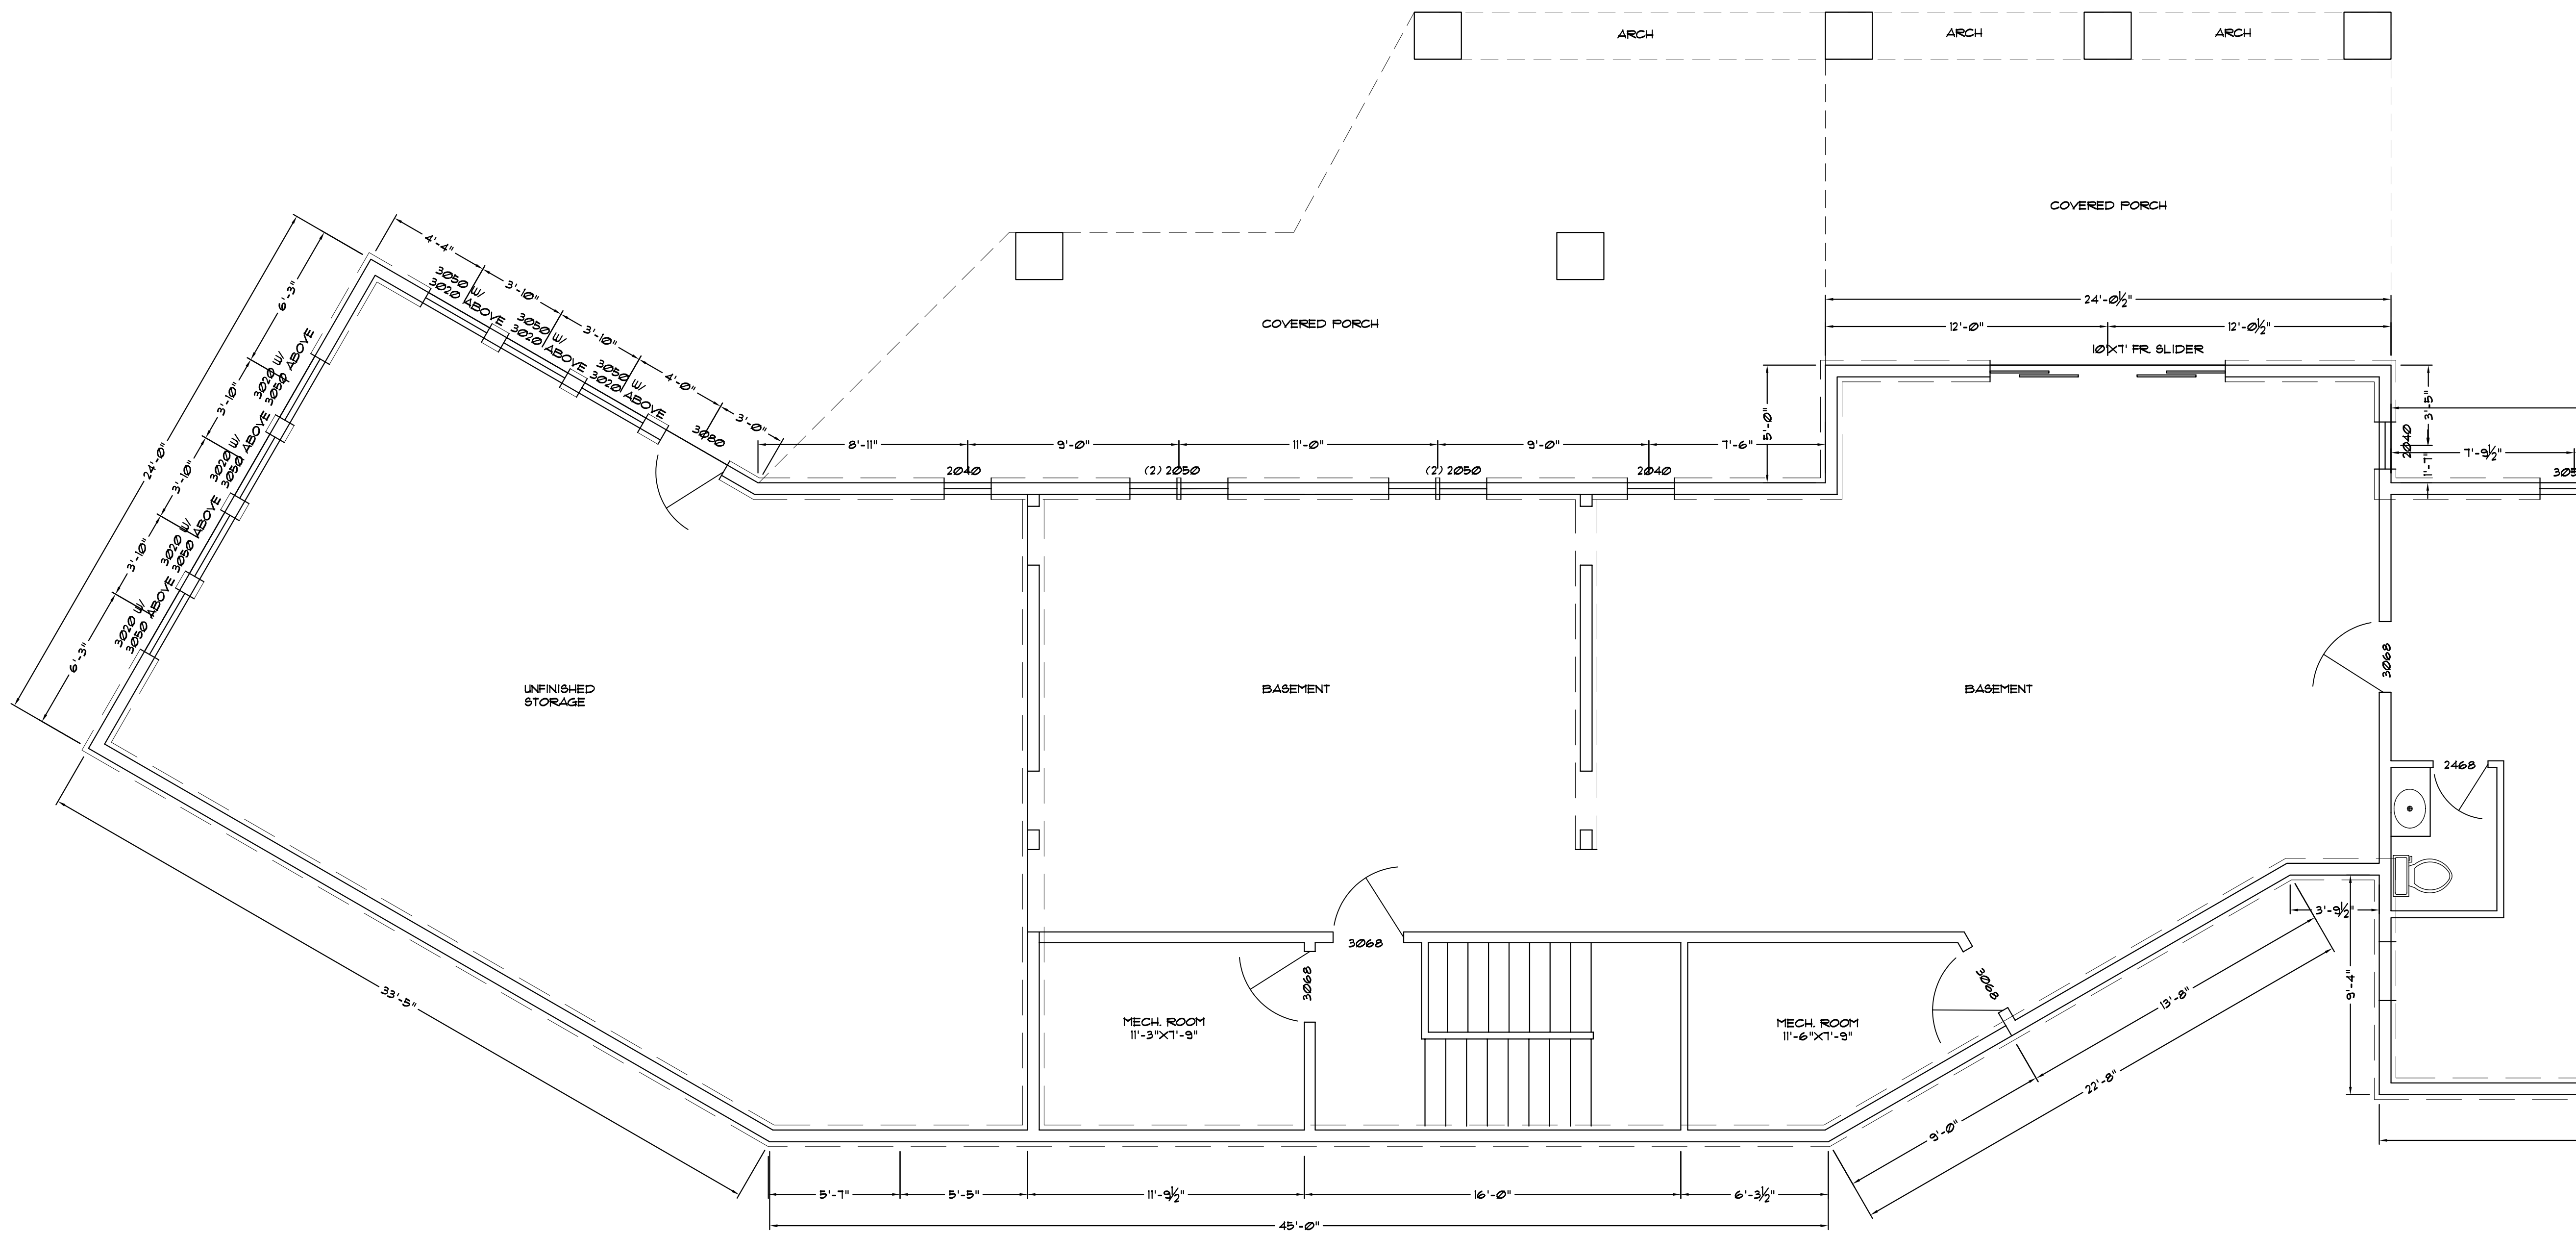 ARCH
ARCH
ARCH
COVERED PORCH
COVERED PORCH
24'-0½"
12'-0"
12'-0½"
10'X7' FR. SLIDER
4'-4"
3'-10"
3'-10"
4'-0"
3'-0"
3050 W/
3020 ABOVE
3050 W/
3020 ABOVE
3050 W/
3020 ABOVE
3080
6'-3"
3'-10"
3'-10"
3'-10"
6'-3"
24'-0"
3020 W/
3050 ABOVE
3020 W/
3050 ABOVE
3020 W/
3050 ABOVE
3020 W/
3050 ABOVE
8'-11"
9'-0"
11'-0"
9'-0"
7'-6"
5'-0"
2040
(2) 2050
(2) 2050
2040
3'-5"
2040
1'-7"
7'-9½"
305
UNFINISHED
STORAGE
BASEMENT
BASEMENT
3068
2468
3068
3068
3068
MECH. ROOM
11'-3"X7'-9"
MECH. ROOM
11'-6"X7'-9"
3'-9½"
9'-4"
13'-8"
22'-8"
9'-0"
33'-5"
5'-7"
5'-5"
11'-9½"
16'-0"
6'-3½"
45'-0"